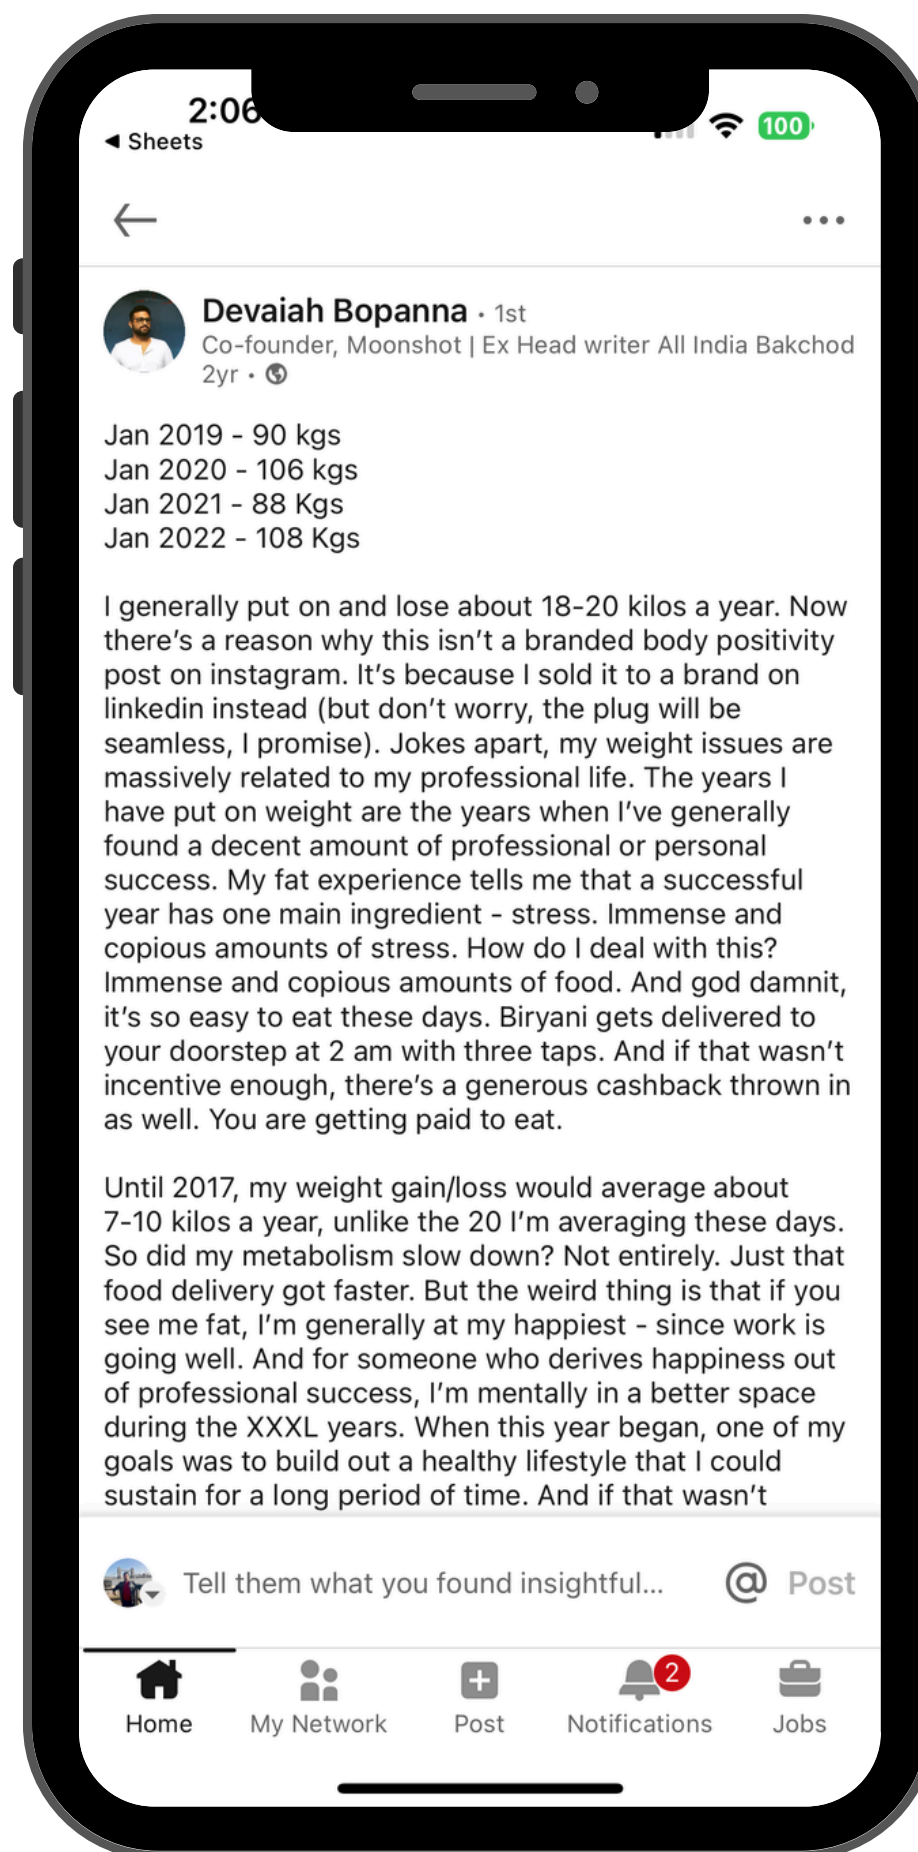 2:06
◀ Sheets
100
Devaiah Bopanna • 1st
Co-founder, Moonshot | Ex Head writer All India Bakchod
2yr •
Jan 2019 - 90 kgs
Jan 2020 - 106 kgs
Jan 2021 - 88 Kgs
Jan 2022 - 108 Kgs
I generally put on and lose about 18-20 kilos a year. Now
there's a reason why this isn't a branded body positivity
post on instagram. It's because I sold it to a brand on
linkedin instead (but don't worry, the plug will be
seamless, I promise). Jokes apart, my weight issues are
massively related to my professional life. The years I
have put on weight are the years when I've generally
found a decent amount of professional or personal
success. My fat experience tells me that a successful
year has one main ingredient - stress. Immense and
copious amounts of stress. How do I deal with this?
Immense and copious amounts of food. And god damnit,
it's so easy to eat these days. Biryani gets delivered to
your doorstep at 2 am with three taps. And if that wasn't
incentive enough, there's a generous cashback thrown in
as well. You are getting paid to eat.
Until 2017, my weight gain/loss would average about
7-10 kilos a year, unlike the 20 I'm averaging these days.
So did my metabolism slow down? Not entirely. Just that
food delivery got faster. But the weird thing is that if you
see me fat, I'm generally at my happiest - since work is
going well. And for someone who derives happiness out
of professional success, I'm mentally in a better space
during the XXXL years. When this year began, one of my
goals was to build out a healthy lifestyle that I could
sustain for a long period of time. And if that wasn't
Tell them what you found insightful... @ Post
2
Home My Network Post Notifications Jobs